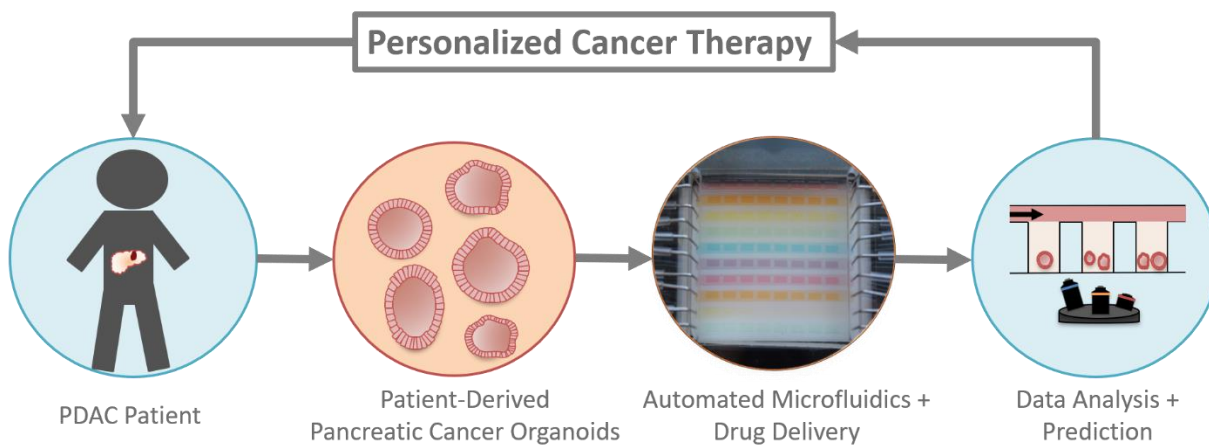 Personalized Cancer Therapy
PDAC Patient
Patient-Derived
Pancreatic Cancer Organoids
Automated Microfluidics +
Drug Delivery
Data Analysis +
Prediction